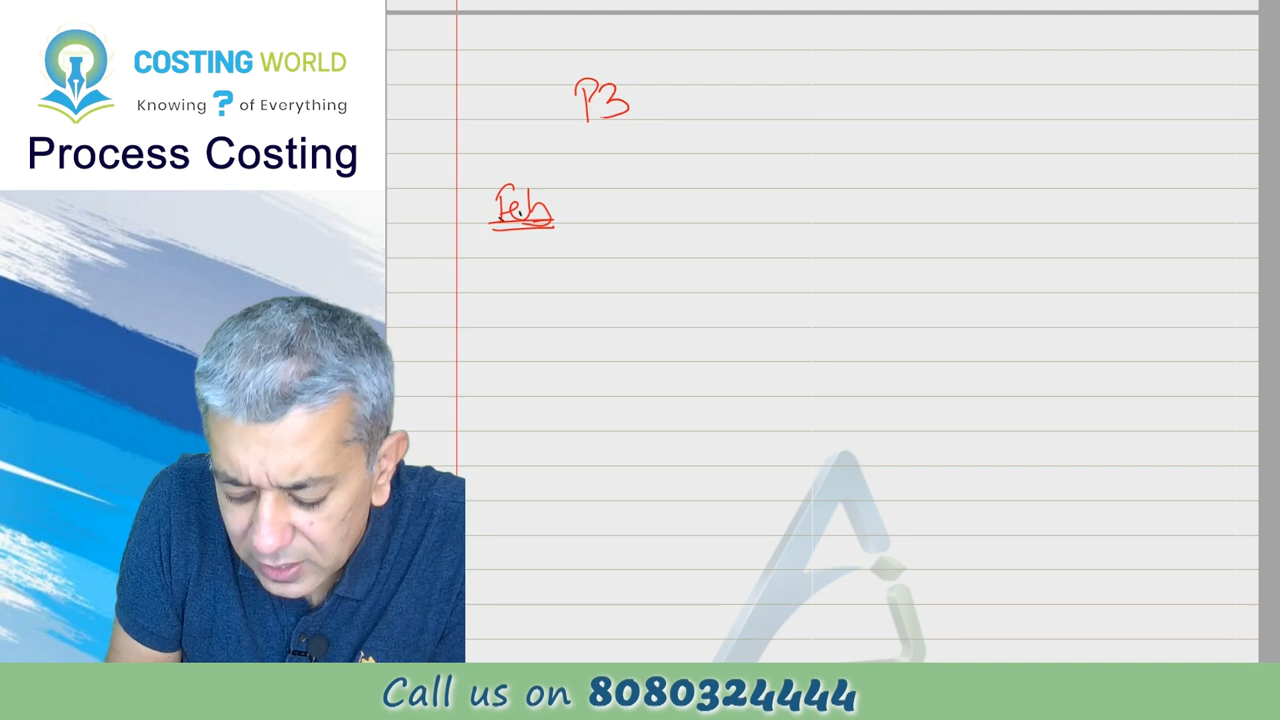 COSTING WORLD
Knowing ? of Everything
Process Costing
P3
Feb
Call us on 8080324444